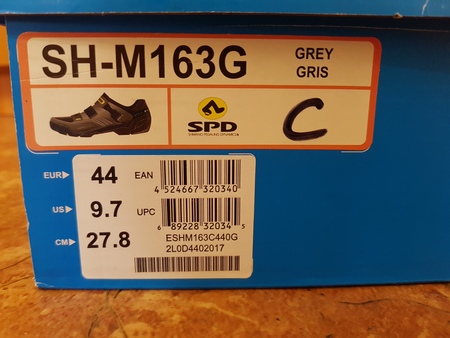 SH-M163G
GREY
GRIS
SPD
C
EUR 44 EAN
4 524667 320340
US 9.7 UPC
6 89228 32034 5
CM 27.8
ESHM163C440G
2L0D4402017